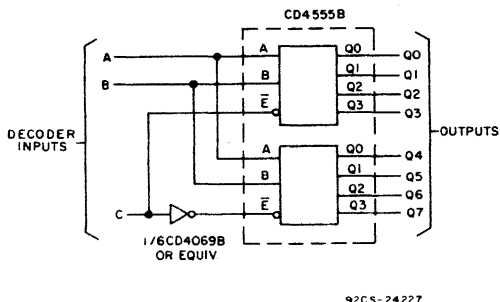 CD4555B
A A Q0 Q0
Q1 Q1
B B Q2 Q2
E Q3 Q3
DECODER
INPUTS
OUTPUTS
A Q0 Q4
B Q1 Q5
Q2 Q6
C E Q3 Q7
1/6CD4069B
OR EQUIV
92CS-24227